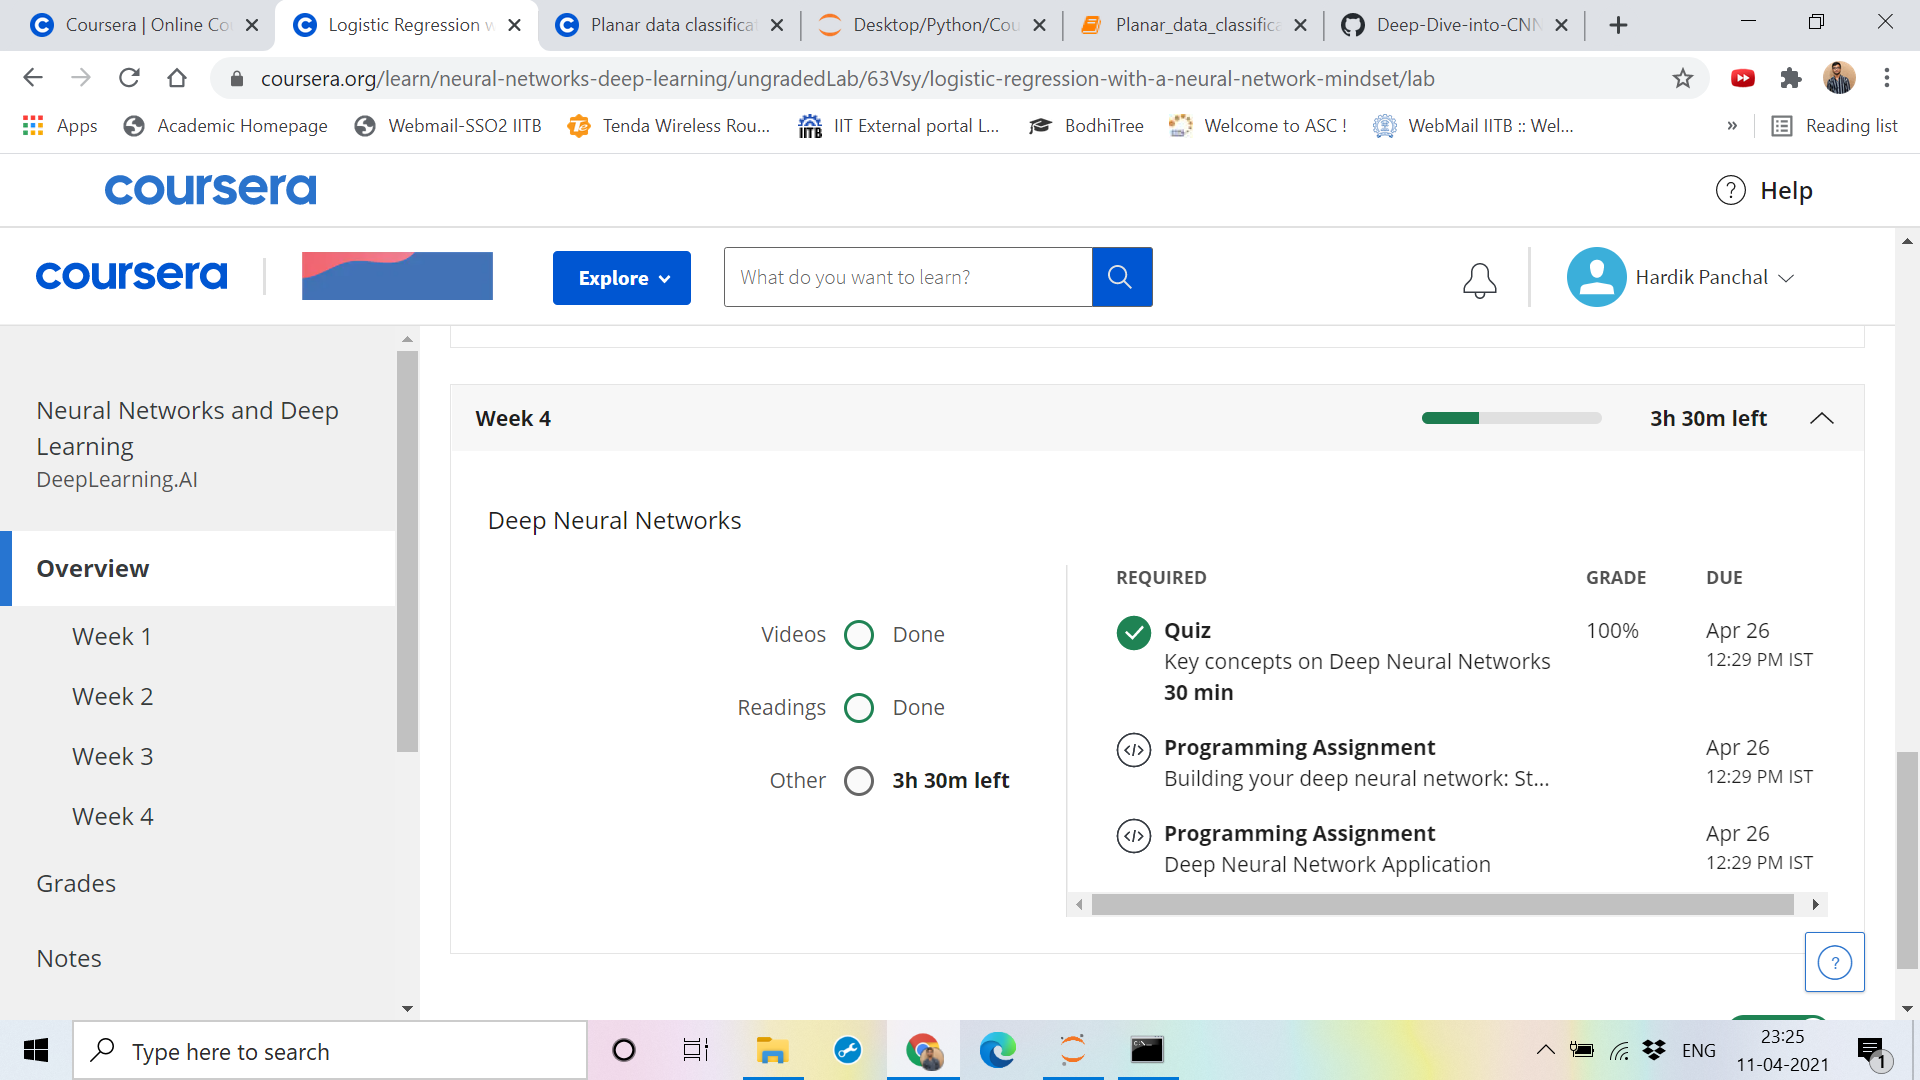 Coursera | Online Co
Logistic Regression w
Planar data classificat
Desktop/Python/Cou
Planar_data_classifica
Deep-Dive-into-CNN
coursera.org/learn/neural-networks-deep-learning/ungradedLab/63Vsy/logistic-regression-with-a-neural-network-mindset/lab
Apps
Academic Homepage
Webmail-SSO2 IITB
Tenda Wireless Rou...
IITB
IIT External portal L...
BodhiTree
Welcome to ASC !
WebMail IITB :: Wel...
»
Reading list
coursera
? Help
coursera
Explore
What do you want to learn?
Hardik Panchal
Neural Networks and Deep
Learning
DeepLearning.AI
Overview
Week 1
Week 2
Week 3
Week 4
Grades
Notes
Week 4
3h 30m left
Deep Neural Networks
Videos Done
Readings Done
Other 3h 30m left
REQUIRED GRADE DUE
Quiz 100% Apr 26
Key concepts on Deep Neural Networks 12:29 PM IST
30 min
Programming Assignment Apr 26
Building your deep neural network: St... 12:29 PM IST
Programming Assignment Apr 26
Deep Neural Network Application 12:29 PM IST
?
Type here to search
ENG
23:25
11-04-2021
1